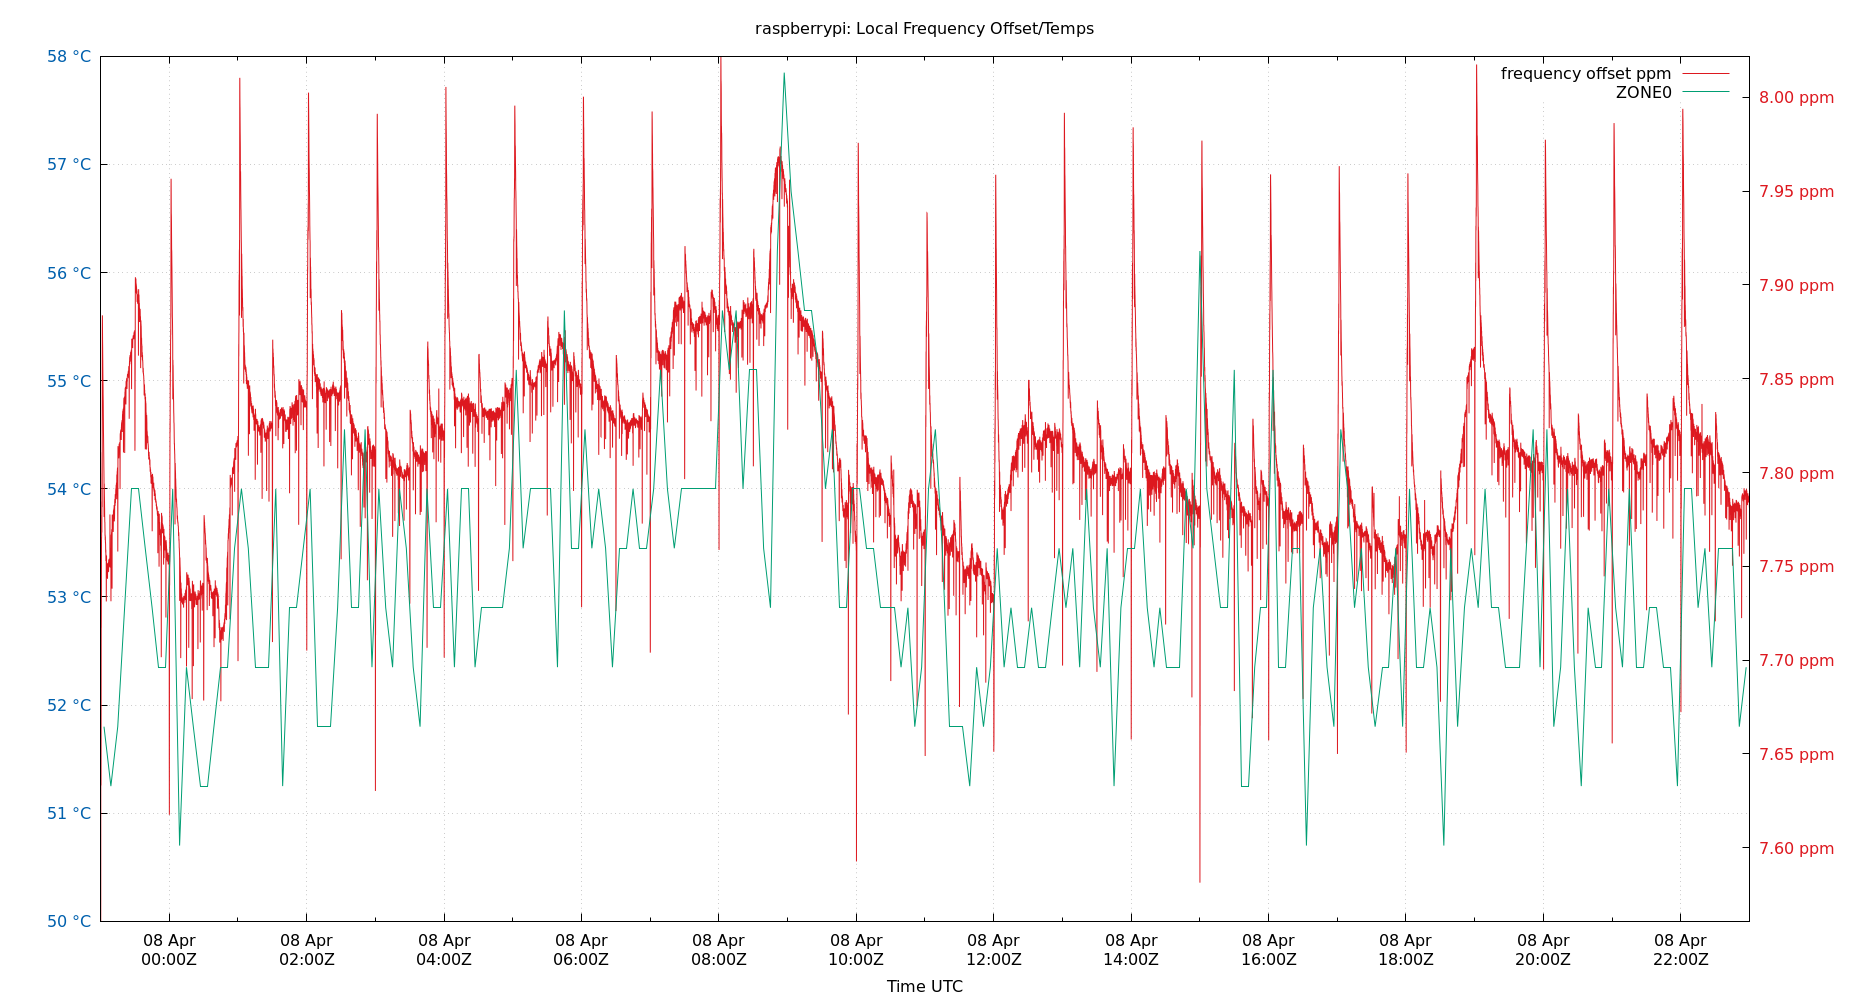 raspberrypi: Local Frequency Offset/Temps
58 °C
57 °C
56 °C
55 °C
54 °C
53 °C
52 °C
51 °C
50 °C
frequency offset ppm
ZONE0
8.00 ppm
7.95 ppm
7.90 ppm
7.85 ppm
7.80 ppm
7.75 ppm
7.70 ppm
7.65 ppm
7.60 ppm
08 Apr 08 Apr 08 Apr 08 Apr 08 Apr 08 Apr 08 Apr 08 Apr 08 Apr 08 Apr 08 Apr 08 Apr
00:00Z 02:00Z 04:00Z 06:00Z 08:00Z 10:00Z 12:00Z 14:00Z 16:00Z 18:00Z 20:00Z 22:00Z
Time UTC